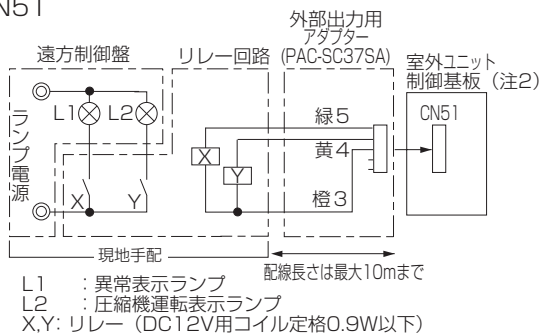 N51
外部出力用
アダプター
(PAC-SC37SA)
遠方制御盤
リレー回路
室外ユニット
制御基板（注2）
CN51
L1
L2
ランプ電源
緑5
黄4
橙3
X
Y
X
Y
現地手配
配線長さは最大10mまで
L1 ：異常表示ランプ
L2 ：圧縮機運転表示ランプ
X,Y：リレー（DC12V用コイル定格0.9W以下）